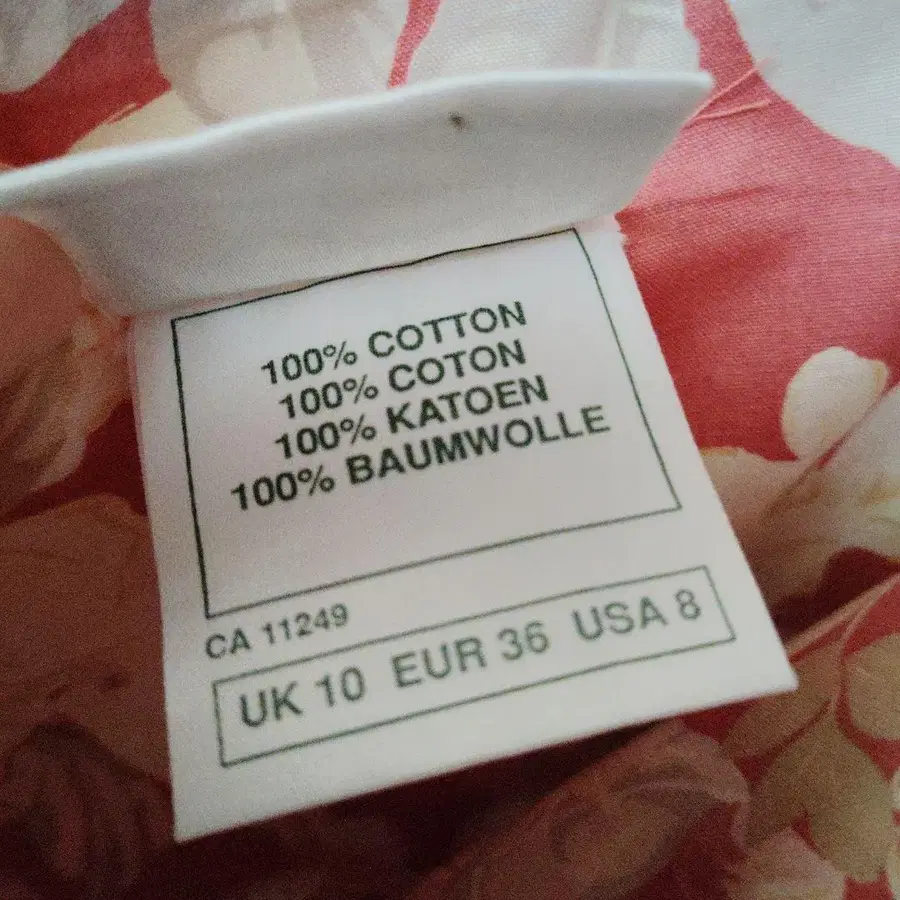 100% COTTON
100% COTON
100% KATOEN
100% BAUMWOLLE
CA 11249
UK 10 EUR 36 USA 8